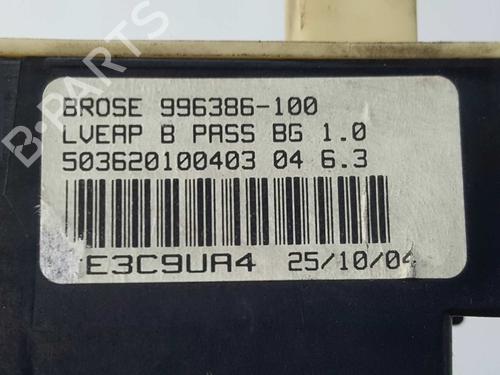 BROSE 996386-100
LVEAP B PASS BG 1.0
503620100403 04 6.3
E3C9UA4 25/10/04
B-PARTS